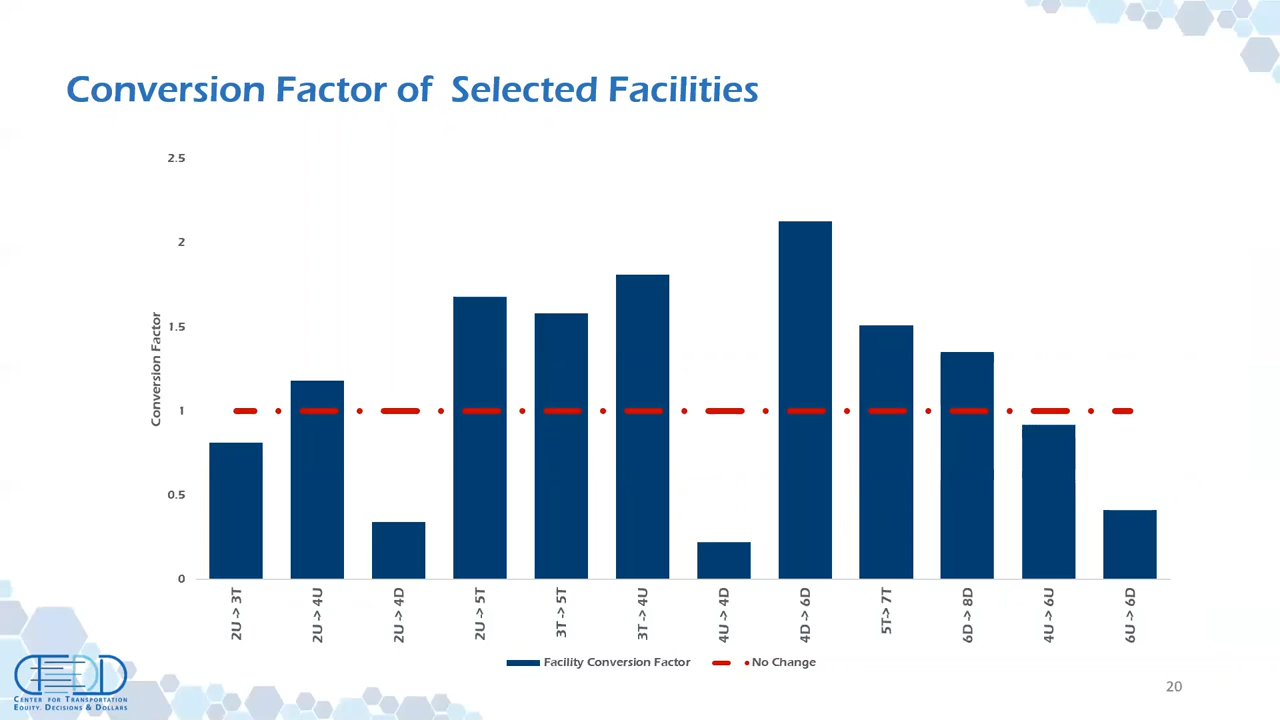 Conversion Factor of  Selected Facilities
2.5
2
1.5
1
0.5
0
Conversion Factor
2U -> 3T
2U -> 4U
2U -> 4D
2U -> 5T
3T -> 5T
3T -> 4U
4U -> 4D
4D -> 6D
5T-> 7T
6D -> 8D
4U -> 6U
6U -> 6D
Facility Conversion Factor
No Change
CENTER FOR TRANSPORTATION
EQUITY, DECISIONS & DOLLARS
20